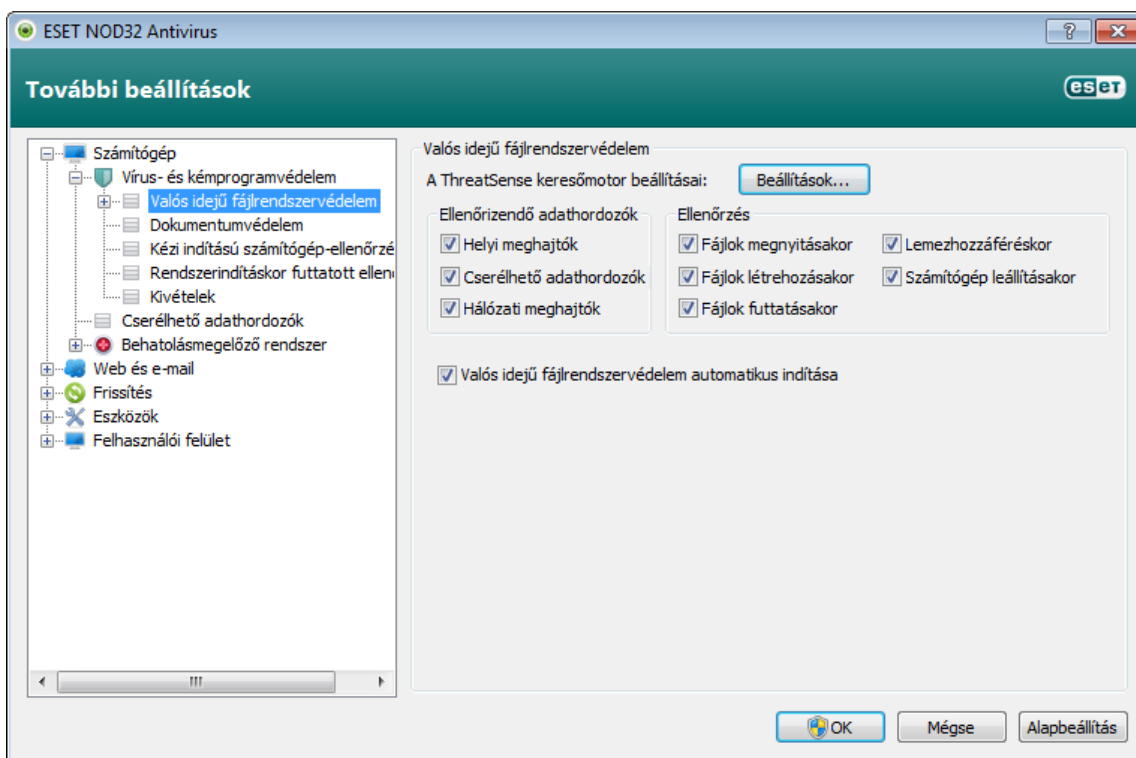 ESET NOD32 Antivirus
További beállítások
eseT
Számítógép
Vírus- és kémprogramvédelem
Valós idejű fájlrendszervédelem
Dokumentumvédelem
Kézi indítású számítógép-ellenőrzé
Rendszerindításkor futtatott ellen
Kivételek
Cserélhető adathordozók
Behatolásmegelőző rendszer
Web és e-mail
Frissítés
Eszközök
Felhasználói felület
Valós idejű fájlrendszervédelem
A ThreatSense keresőmotor beállításai:
Beállítások...
Ellenőrizendő adathordozók
Helyi meghajtók
Cserélhető adathordozók
Hálózati meghajtók
Ellenőrzés
Fájlok megnyitásakor
Lemezhozzáféréskor
Fájlok létrehozásakor
Számítógép leállításakor
Fájlok futtatásakor
Valós idejű fájlrendszervédelem automatikus indítása
OK
Mégse
Alapbeállítás